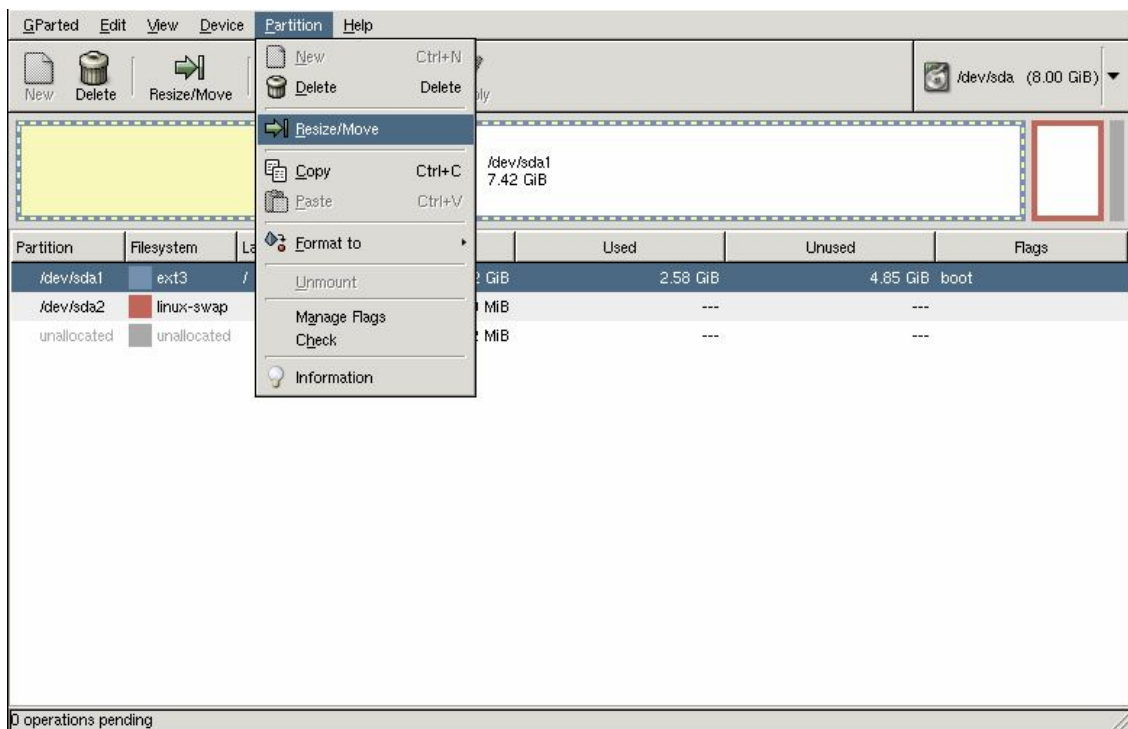 GParted Edit View Device Partition Help
New Delete Resize/Move
/dev/sda (8.00 GiB)
New Ctrl+N
Delete Delete
Resize/Move
Copy Ctrl+C
Paste Ctrl+V
Format to
Unmount
Manage Flags
Check
Information
/dev/sda1
7.42 GiB
Partition Filesystem Used Unused Flags
/dev/sda1 ext3 / GiB 2.58 GiB 4.85 GiB boot
/dev/sda2 linux-swap MiB --- ---
unallocated unallocated MiB --- ---
0 operations pending